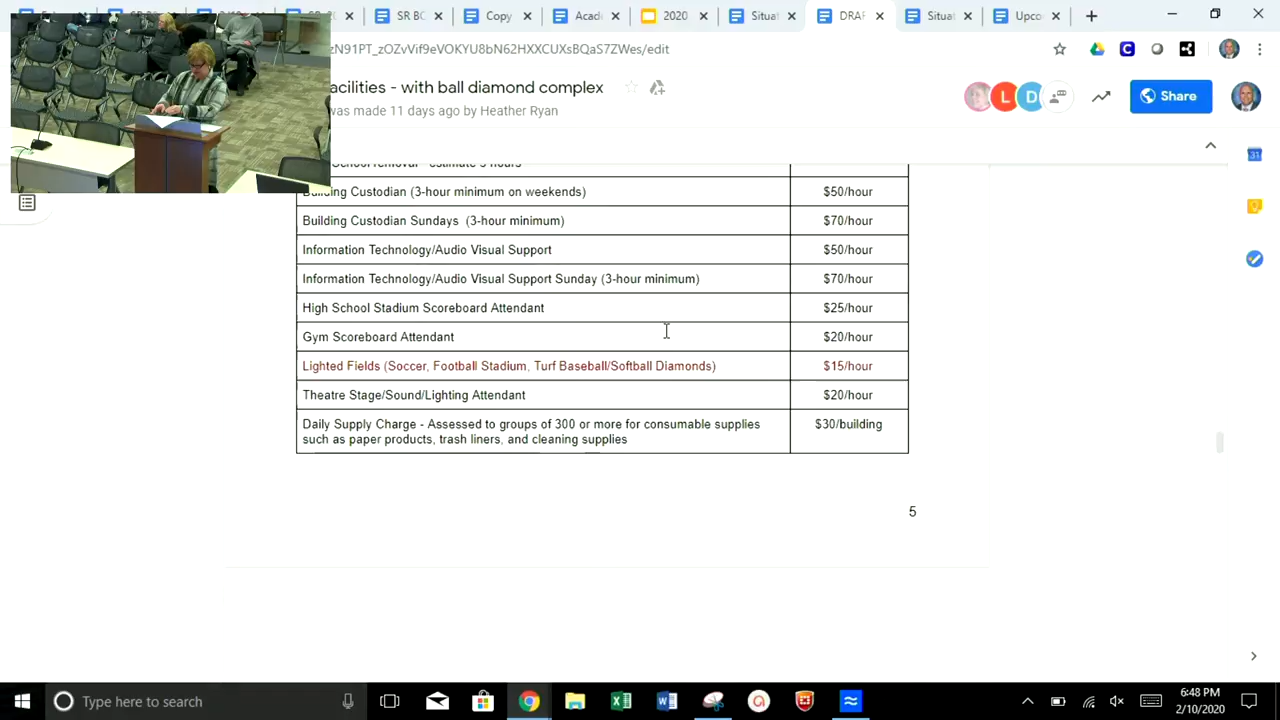 SR BC
Copy
Acade
2020
Situat
DRAF
Situat
Upco
zN91PT_zOZvVif9eVOKYU8bN62HXXCUXsBQaS7ZWes/edit
acilities - with ball diamond complex
was made 11 days ago by Heather Ryan
L
D
Share
31
Building Custodian (3-hour minimum on weekends) $50/hour
Building Custodian Sundays (3-hour minimum) $70/hour
Information Technology/Audio Visual Support $50/hour
Information Technology/Audio Visual Support Sunday (3-hour minimum) $70/hour
High School Stadium Scoreboard Attendant $25/hour
Gym Scoreboard Attendant $20/hour
Lighted Fields (Soccer, Football Stadium, Turf Baseball/Softball Diamonds) $15/hour
Theatre Stage/Sound/Lighting Attendant $20/hour
Daily Supply Charge - Assessed to groups of 300 or more for consumable supplies $30/building
such as paper products, trash liners, and cleaning supplies
5
Type here to search
6:48 PM
2/10/2020